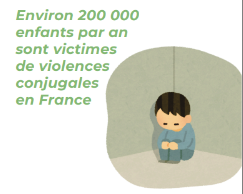 Environ 200 000
enfants par an
sont victimes
de violences
conjugales
en France